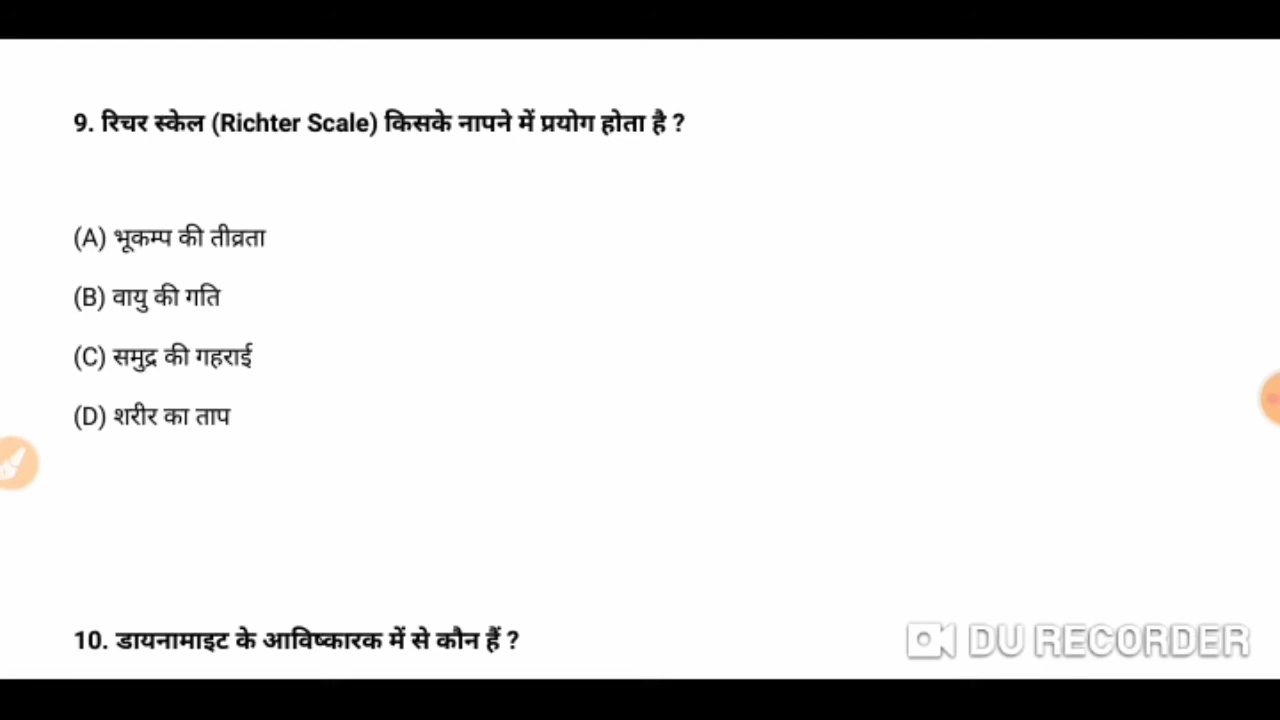 9. रिचर स्केल (Richter Scale) किसके नापने में प्रयोग होता है ?
(A) भूकम्प की तीव्रता
(B) वायु की गति
(C) समुद्र की गहराई
(D) शरीर का ताप
10. डायनामाइट के आविष्कारक में से कौन हैं ?
DU RECORDER